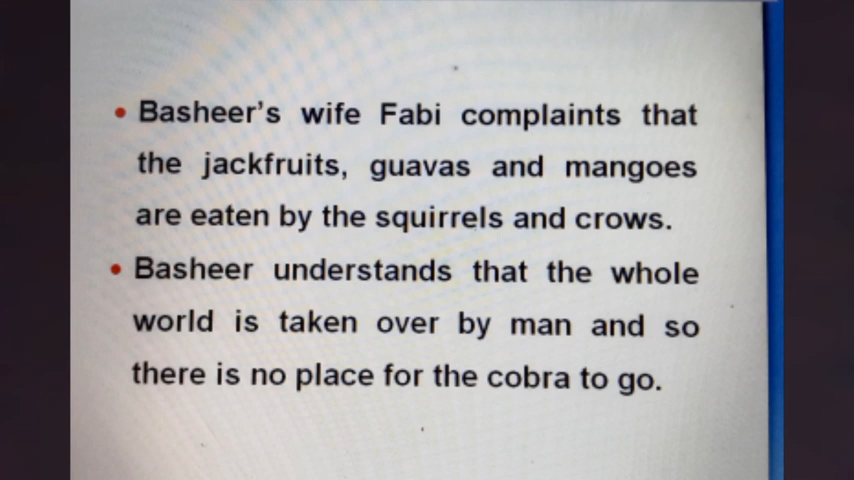 • Basheer's wife Fabi complaints that
the jackfruits, guavas and mangoes
are eaten by the squirrels and crows.
• Basheer understands that the whole
world is taken over by man and so
there is no place for the cobra to go.